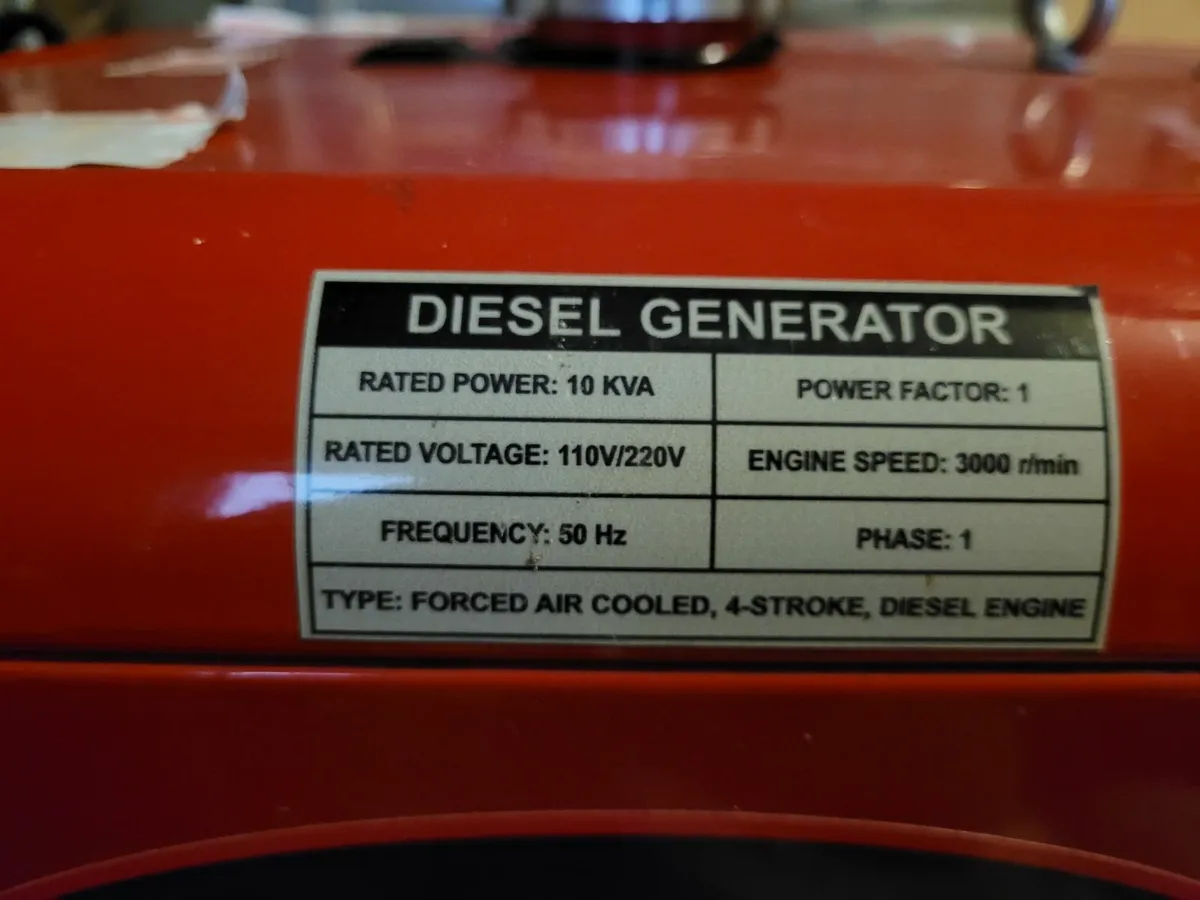 DIESEL GENERATOR
RATED POWER: 10 KVA
POWER FACTOR: 1
RATED VOLTAGE: 110V/220V
ENGINE SPEED: 3000 r/min
FREQUENCY: 50 Hz
PHASE: 1
TYPE: FORCED AIR COOLED, 4-STROKE, DIESEL ENGINE